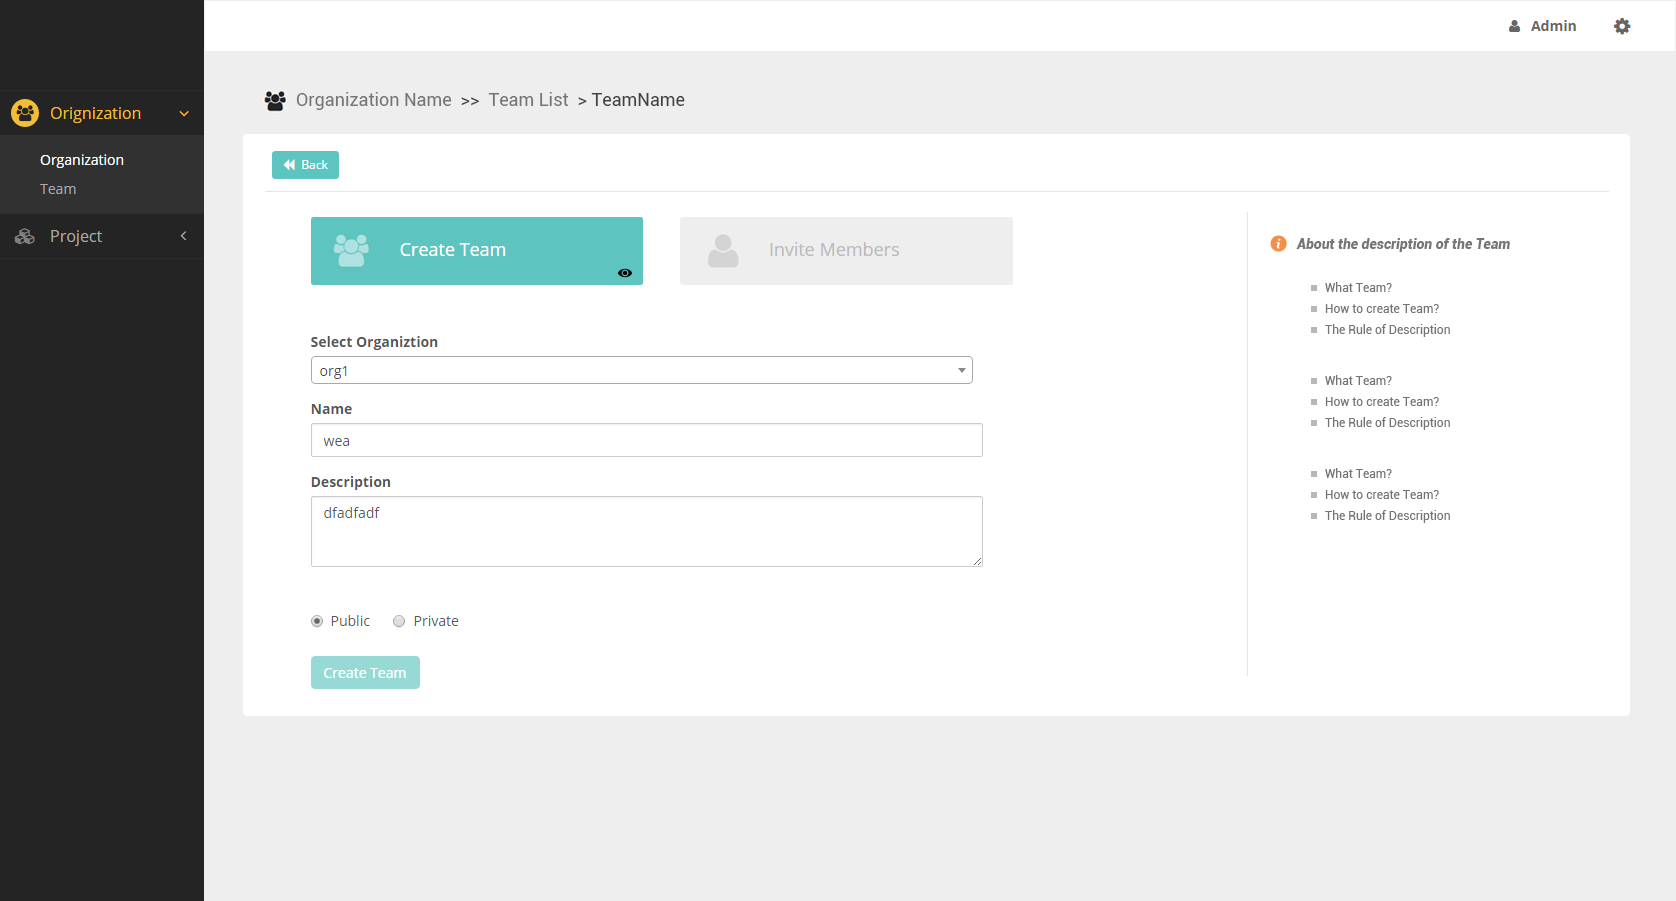 Admin
Orignization
Organization
Team
Project
Organization Name >> Team List > TeamName
Back
Create Team
Invite Members
Select Organiztion
org1
Name
wea
Description
dfadfadf
Public Private
Create Team
i About the description of the Team
What Team?
How to create Team?
The Rule of Description
What Team?
How to create Team?
The Rule of Description
What Team?
How to create Team?
The Rule of Description